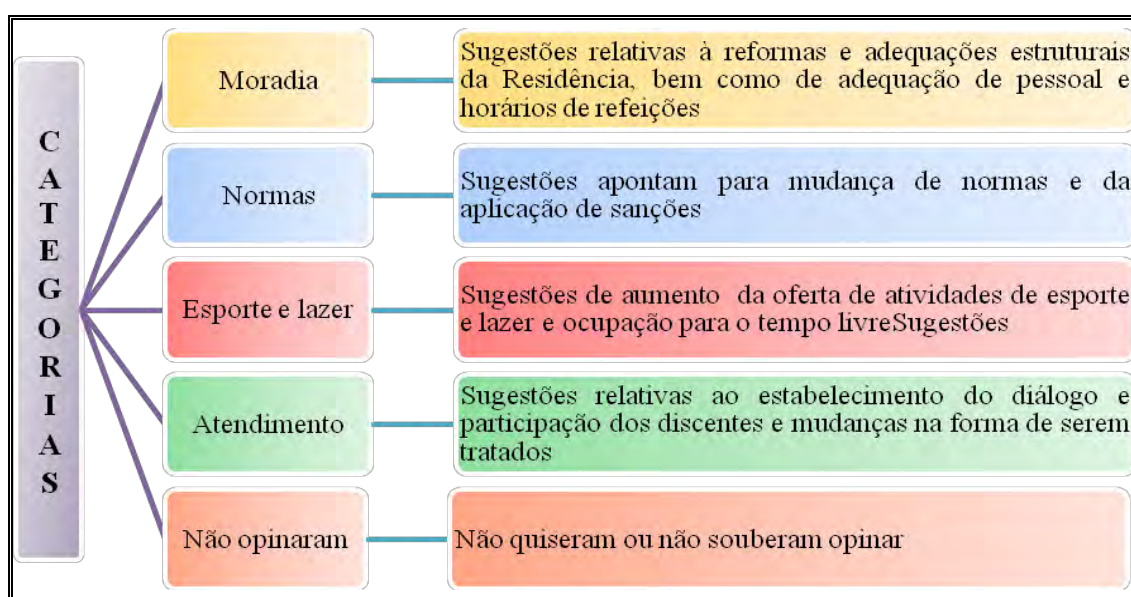 CATEGORIAS
Moradia
Sugestões relativas à reformas e adequações estruturais
da Residência, bem como de adequação de pessoal e
horários de refeições
Normas
Sugestões apontam para mudança de normas e da
aplicação de sanções
Esporte e lazer
Sugestões de aumento da oferta de atividades de esporte
e lazer e ocupação para o tempo livreSugestões
Atendimento
Sugestões relativas ao estabelecimento do diálogo e
participação dos discentes e mudanças na forma de serem
tratados
Não opinaram
Não quiseram ou não souberam opinar